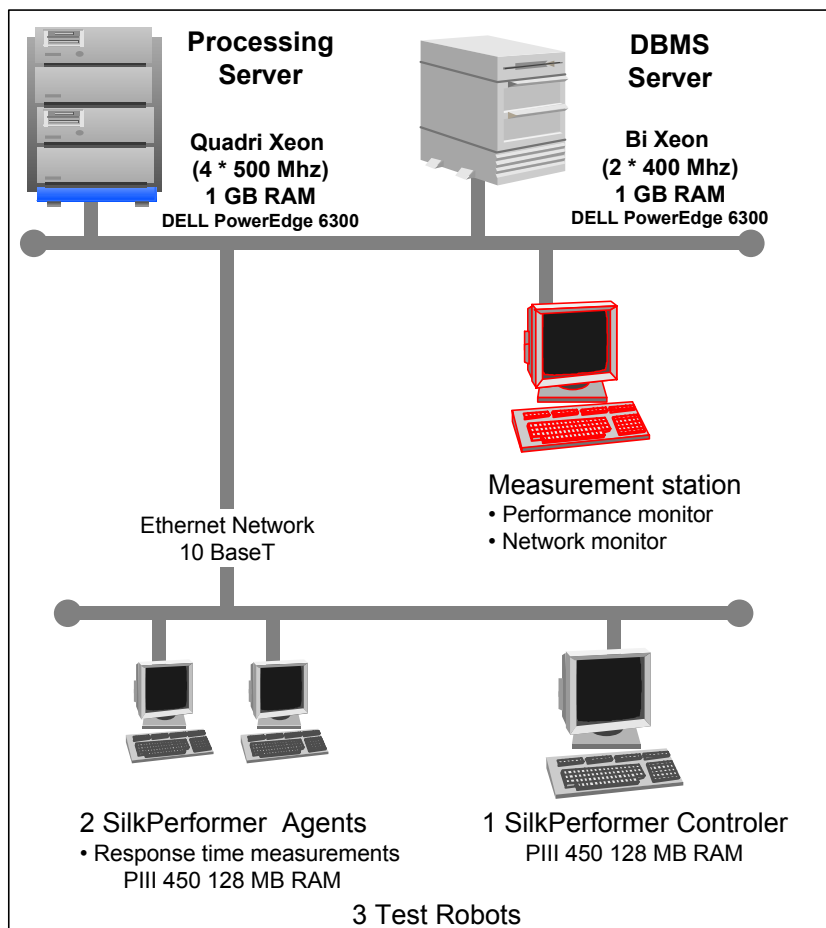 Processing
Server
Quadri Xeon
(4 * 500 Mhz)
1 GB RAM
DELL PowerEdge 6300
DBMS
Server
Bi Xeon
(2 * 400 Mhz)
1 GB RAM
DELL PowerEdge 6300
Measurement station
• Performance monitor
• Network monitor
Ethernet Network
10 BaseT
2 SilkPerformer Agents
• Response time measurements
PIII 450 128 MB RAM
1 SilkPerformer Controler
PIII 450 128 MB RAM
3 Test Robots